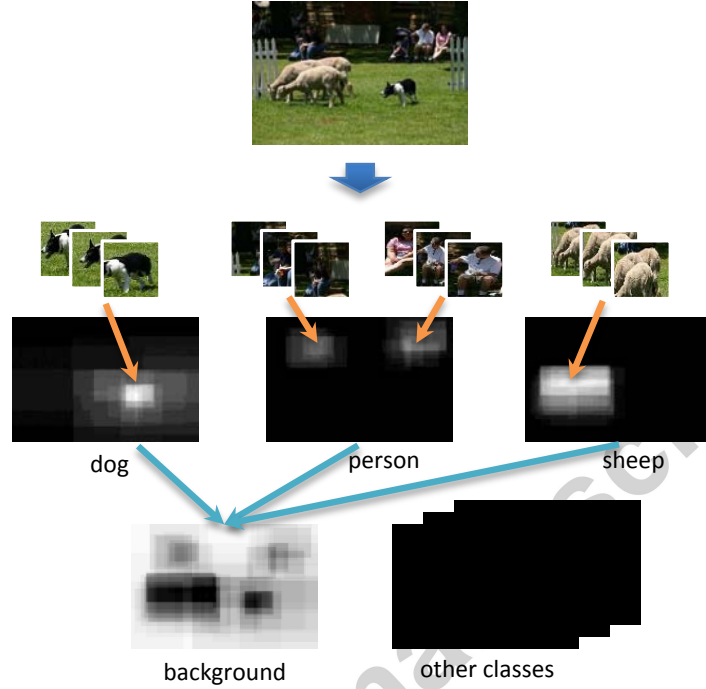 dog
person
sheep
background
other classes